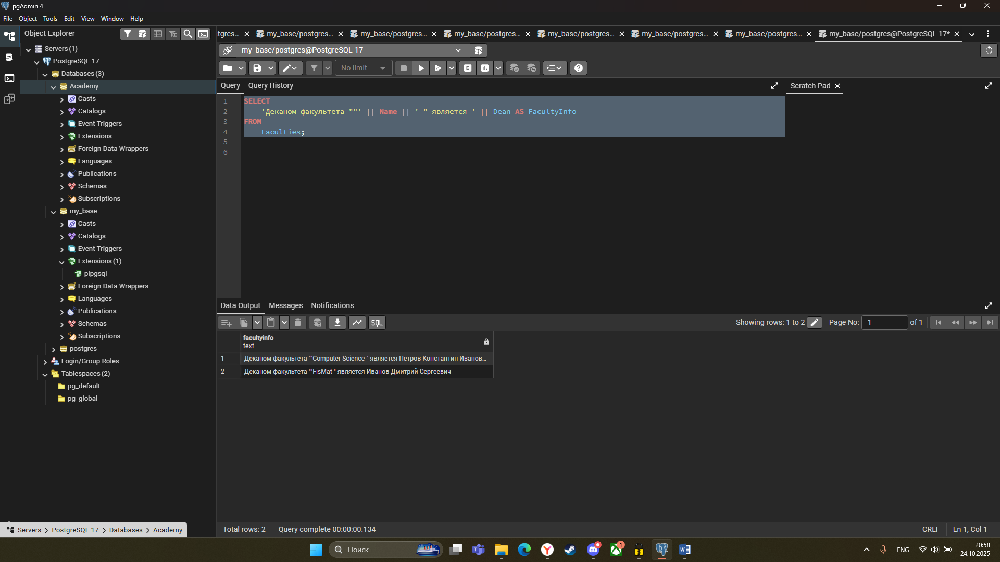 pgAdmin 4
File Object Tools Edit View Window Help
Object Explorer
tgres... my_base/postgres... my_base/postgres... my_base/postgres... my_base/postgres... my_base/postgres... my_base/postgres... my_base/postgres@PostgreSQL 17*
Servers (1)
PostgreSQL 17
Databases (3)
Academy
Casts
Catalogs
Event Triggers
Extensions
Foreign Data Wrappers
Languages
Publications
Schemas
Subscriptions
my_base
Casts
Catalogs
Event Triggers
Extensions (1)
plpgsql
Foreign Data Wrappers
Languages
Publications
Schemas
Subscriptions
postgres
Login/Group Roles
Tablespaces (2)
pg_default
pg_global
my_base/postgres@PostgreSQL 17
No limit
E
Query Query History
Scratch Pad
1 SELECT
2 'Деканом факультета ""' || Name || ' " является ' || Dean AS FacultyInfo
3 FROM
4 Faculties;
5
6
Data Output Messages Notifications
SQL
Showing rows: 1 to 2 Page No: 1 of 1
facultyinfo
text
1 Деканом факультета ""Computer Science " является Петров Константин Иванов...
2 Деканом факультета ""FisMat " является Иванов Дмитрий Сергеевич
Total rows: 2 Query complete 00:00:00.134 CRLF Ln 1, Col 1
Servers > PostgreSQL 17 > Databases > Academy
Поиск
1
ENG
20:58
24.10.2025